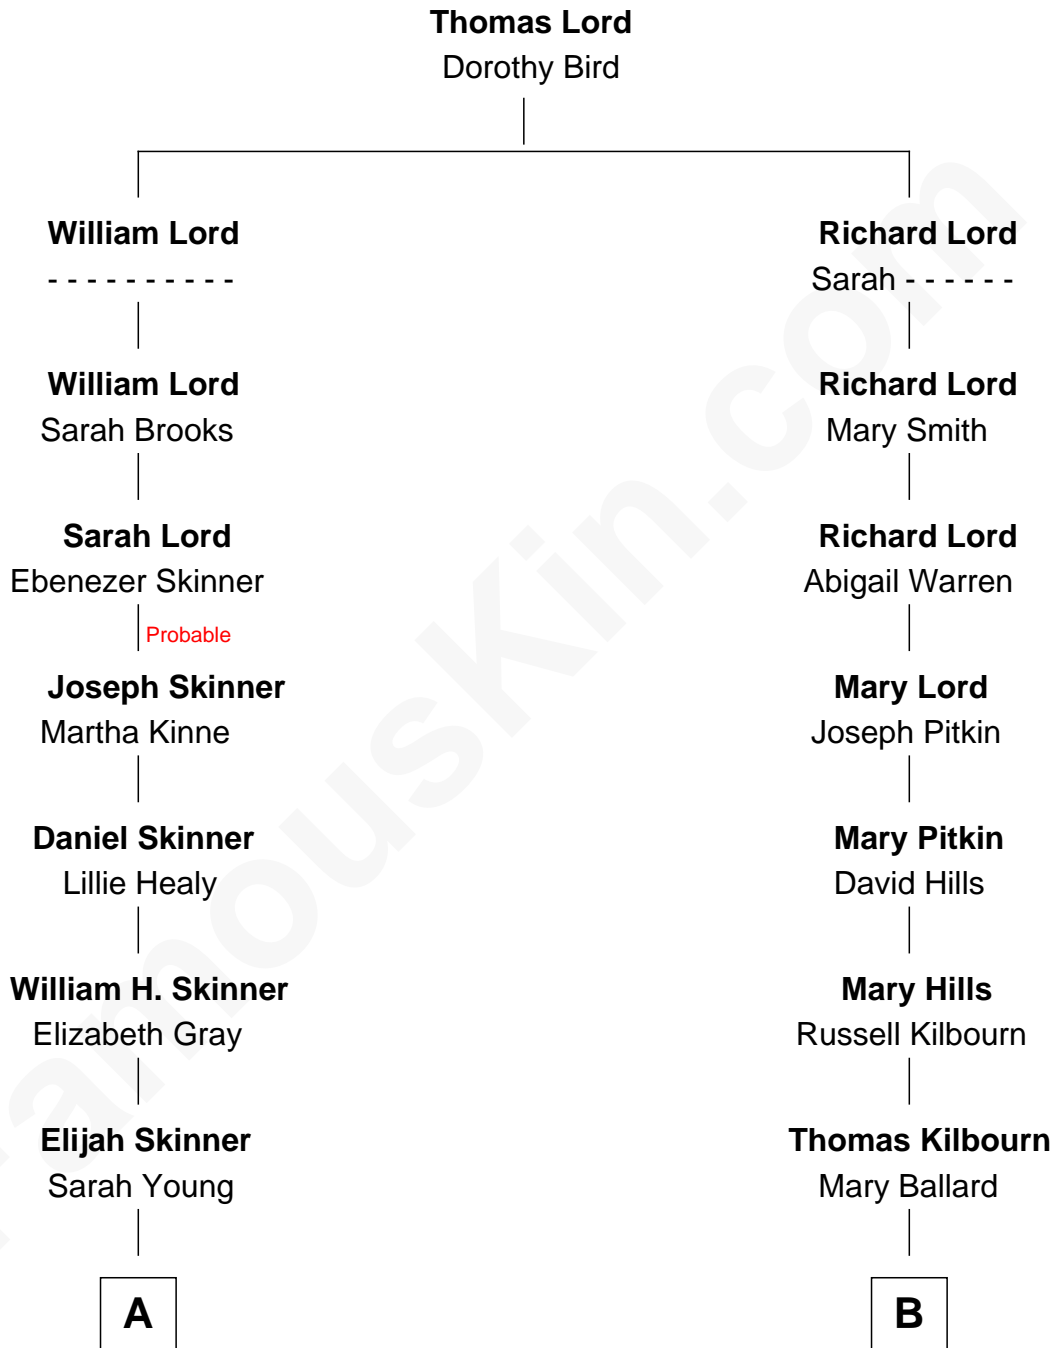 Thomas Lord
Dorothy Bird
William Lord
- - - - - - - - - -
William Lord
Sarah Brooks
Sarah Lord
Ebenezer Skinner
Probable
Joseph Skinner
Martha Kinne
Daniel Skinner
Lillie Healy
William H. Skinner
Elizabeth Gray
Elijah Skinner
Sarah Young
A
Richard Lord
Sarah - - - - - -
Richard Lord
Mary Smith
Richard Lord
Abigail Warren
Mary Lord
Joseph Pitkin
Mary Pitkin
David Hills
Mary Hills
Russell Kilbourn
Thomas Kilbourn
Mary Ballard
B
FamousKin.com